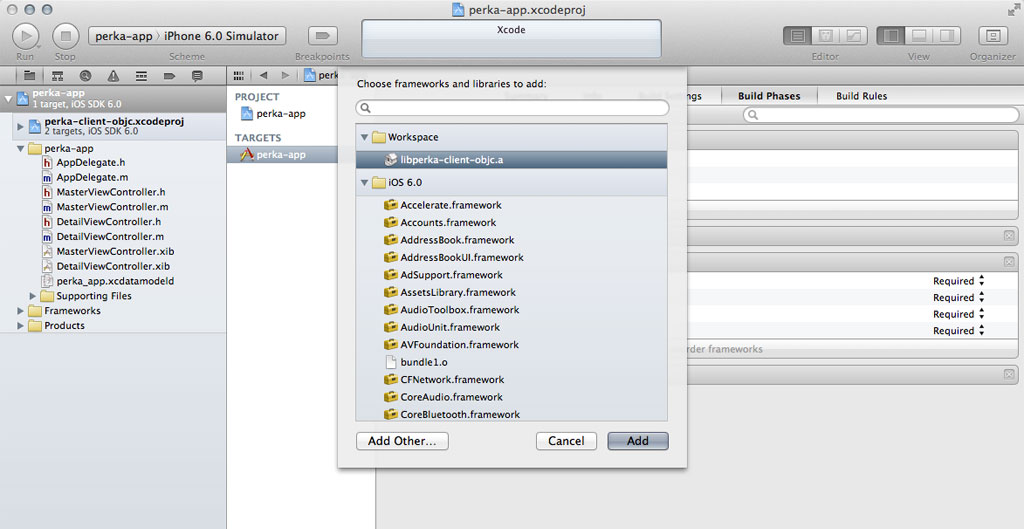 perka-app.xcodeproj
Run
Stop
perka-app
iPhone 6.0 Simulator
Scheme
Breakpoints
Xcode
Editor
View
Organizer
perka-app
1 target, iOS SDK 6.0
perka-client-objc.xcodeproj
2 targets, iOS SDK 6.0
perka-app
AppDelegate.h
AppDelegate.m
MasterViewController.h
MasterViewController.m
DetailViewController.h
DetailViewController.m
MasterViewController.xib
DetailViewController.xib
perka_app.xcdatamodeld
Supporting Files
Frameworks
Products
PROJECT
perka-app
TARGETS
perka-app
Choose frameworks and libraries to add:
Workspace
libperka-client-objc.a
iOS 6.0
Accelerate.framework
Accounts.framework
AddressBook.framework
AddressBookUI.framework
AdSupport.framework
AssetsLibrary.framework
AudioToolbox.framework
AudioUnit.framework
AVFoundation.framework
bundle1.o
CFNetwork.framework
CoreAudio.framework
CoreBluetooth.framework
Add Other...
Cancel
Add
Build Phases
Build Rules
Required
Required
Required
Required
frameworks